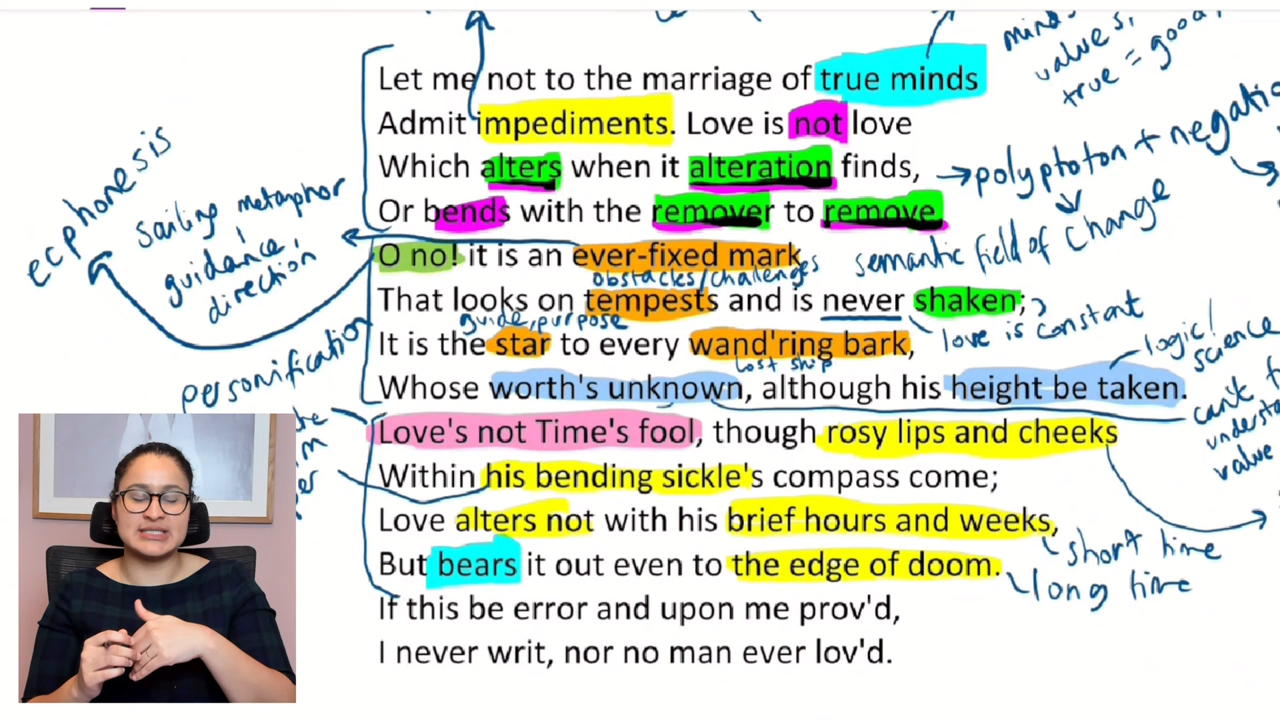 mind
values,
true = good,
Let me not to the marriage of true minds
Admit impediments. Love is not love
Which alters when it alteration finds,
→polyptoton + negatio
Or bends with the remover to remove
semantic field of change
ecphonesis
sailing metaphor
guidance,
direction
O no! it is an ever-fixed mark
obstacles/challenges
That looks on tempests and is never shaken;
love is constant
guide, purpose
It is the star to every wand'ring bark,
lost ship
logic!
science
Whose worth's unknown, although his height be taken.
can't
understa
value
personification
Love's not Time's fool, though rosy lips and cheeks
Within his bending sickle's compass come;
Love alters not with his brief hours and weeks,
short time
But bears it out even to the edge of doom.
long time
If this be error and upon me prov'd,
I never writ, nor no man ever lov'd.